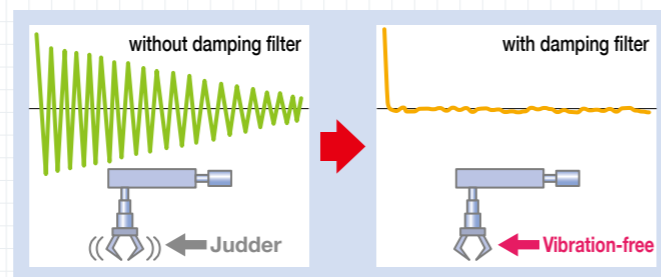 without damping filter
with damping filter
Judder
Vibration-free